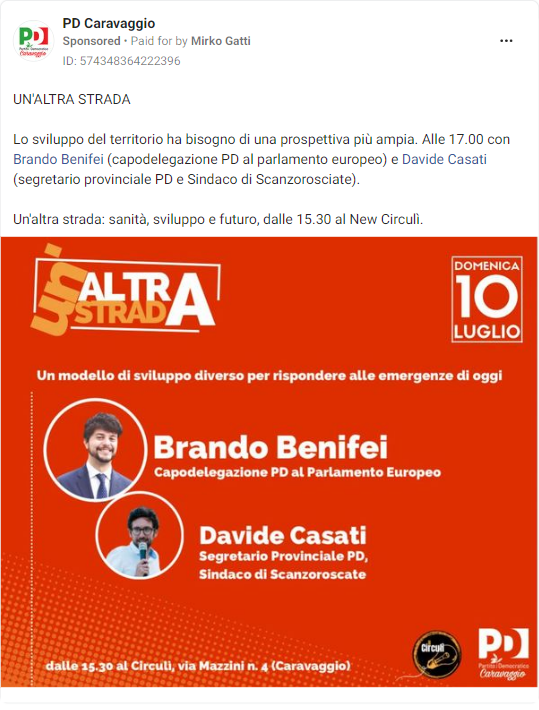 PD Caravaggio
Sponsored • Paid for by Mirko Gatti
ID: 574348364222396
UN'ALTRA STRADA
Lo sviluppo del territorio ha bisogno di una prospettiva più ampia. Alle 17.00 con
Brando Benifei (capodelegazione PD al parlamento europeo) e Davide Casati
(segretario provinciale PD e Sindaco di Scanzorosciate).
Un'altra strada: sanità, sviluppo e futuro, dalle 15.30 al New Circulì.
un'
ALTRA
STRADA
DOMENICA
10
LUGLIO
Un modello di sviluppo diverso per rispondere alle emergenze di oggi
Brando Benifei
Capodelegazione PD al Parlamento Europeo
Davide Casati
Segretario Provinciale PD,
Sindaco di Scanzoroscate
dalle 15.30 al Circulì, via Mazzini n. 4 (Caravaggio)
Circulì
PD
Partito Democratico
Caravaggio